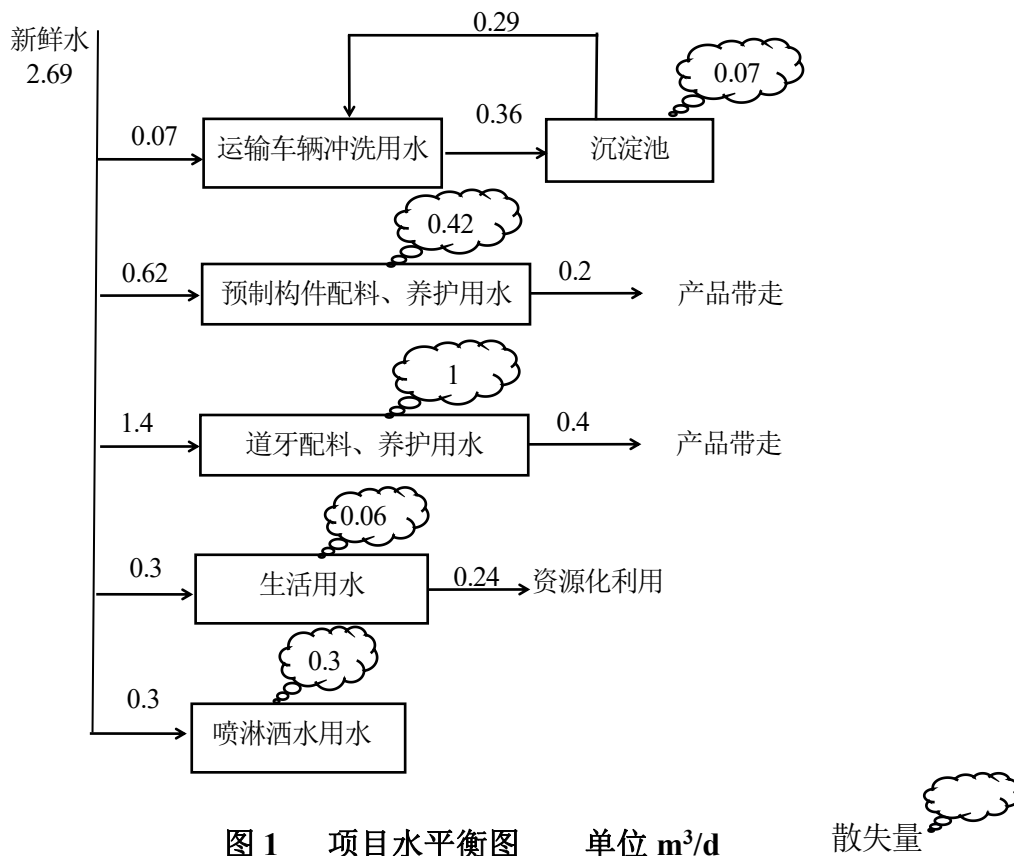 0.29
新鲜水
2.69
0.07
0.07
运输车辆冲洗用水
0.36
沉淀池
0.42
0.62
预制构件配料、养护用水
0.2
产品带走
1
1.4
道牙配料、养护用水
0.4
产品带走
0.06
0.3
生活用水
0.24
资源化利用
0.3
0.3
喷淋洒水用水
图 1 项目水平衡图 单位 m³/d
散失量